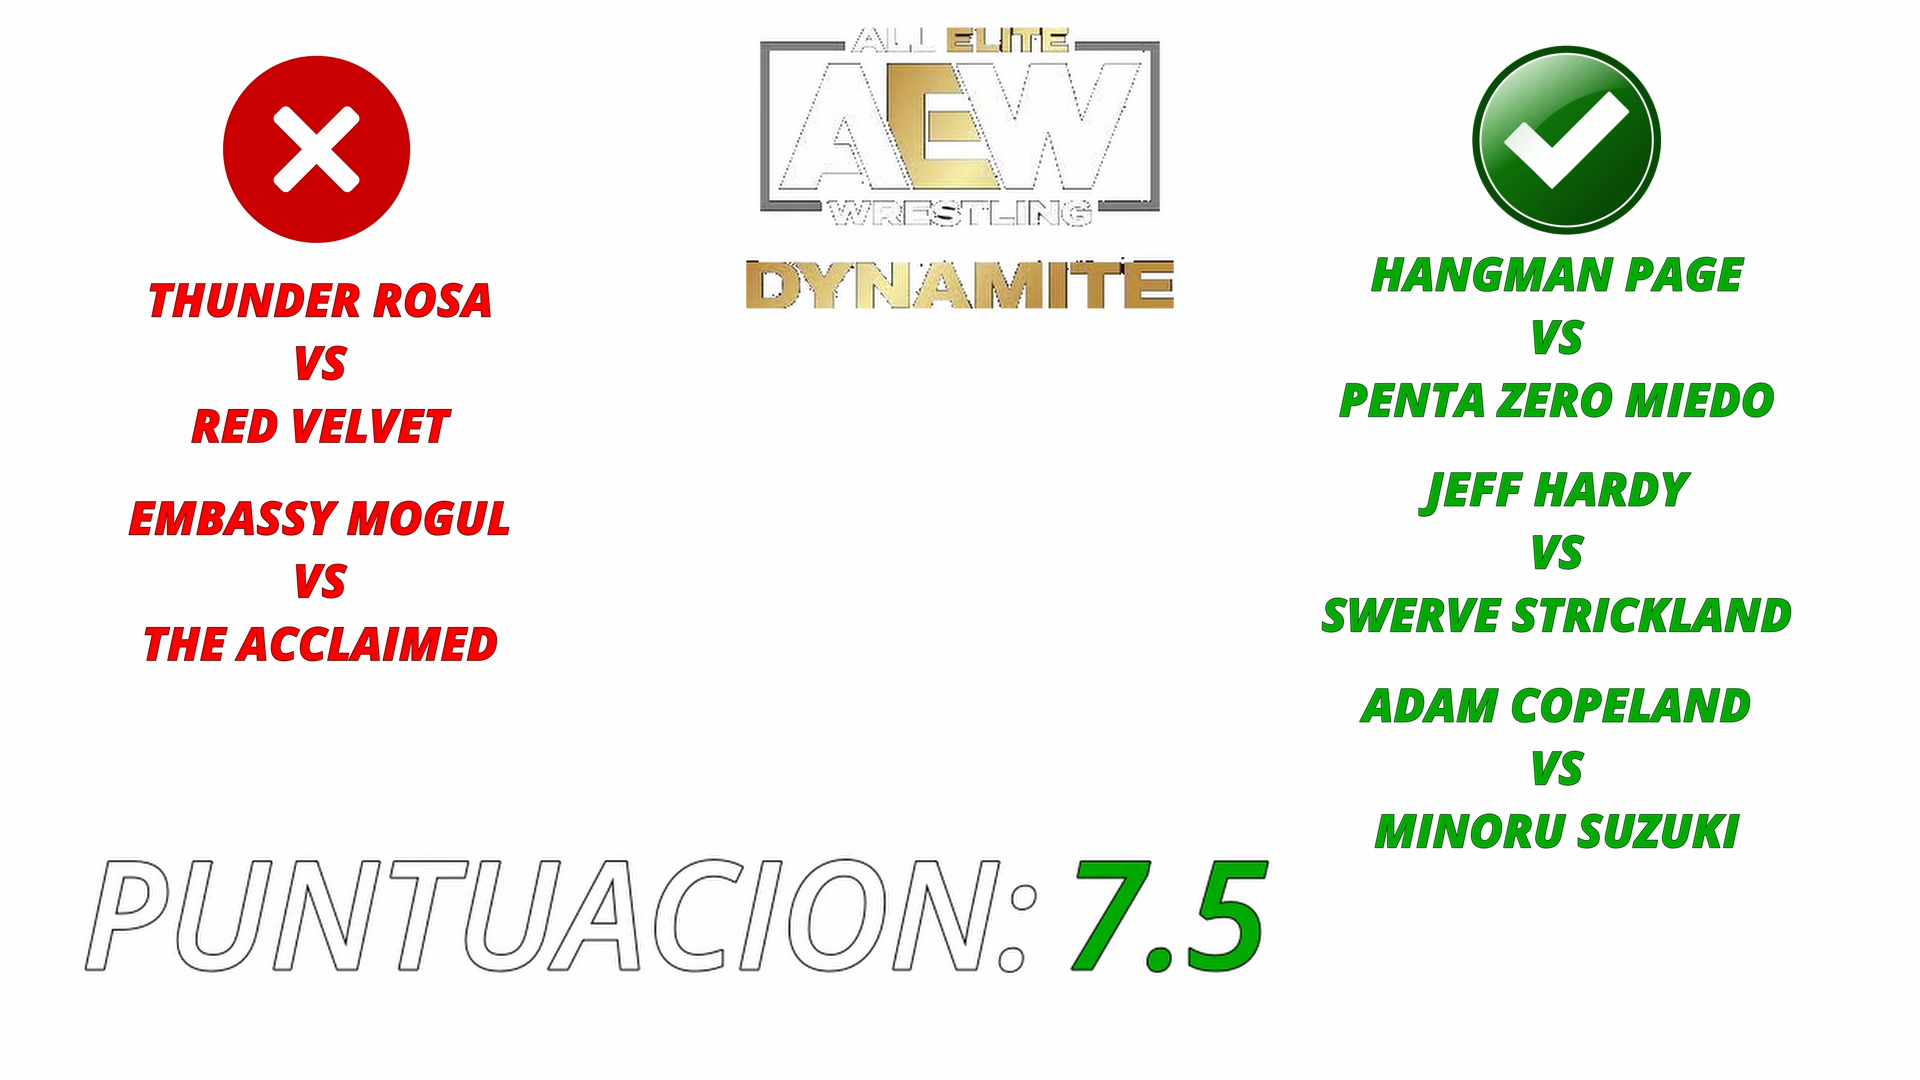 ALL ELITE
AEW
WRESTLING
DYNAMITE
THUNDER ROSA
VS
RED VELVET
EMBASSY MOGUL
VS
THE ACCLAIMED
HANGMAN PAGE
VS
PENTA ZERO MIEDO
JEFF HARDY
VS
SWERVE STRICKLAND
ADAM COPELAND
VS
MINORU SUZUKI
PUNTUACION: 7.5